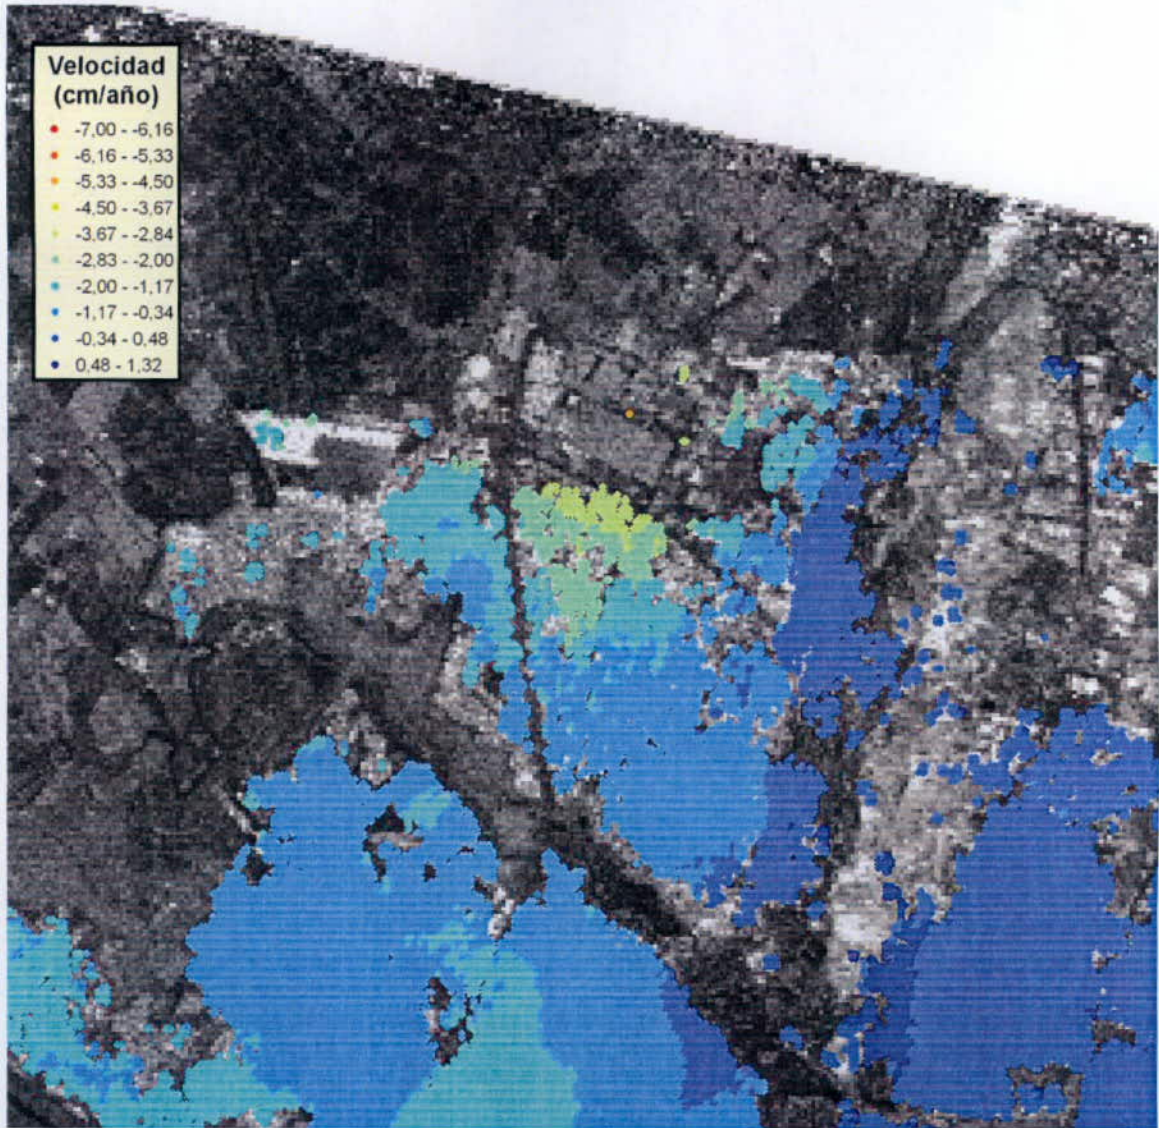 Velocidad
(cm/año)
-7,00 - -6,16
-6,16 - -5,33
-5,33 - -4,50
-4,50 - -3,67
-3,67 - -2,84
-2,83 - -2,00
-2,00 - -1,17
-1,17 - -0,34
-0,34 - 0,48
0,48 - 1,32